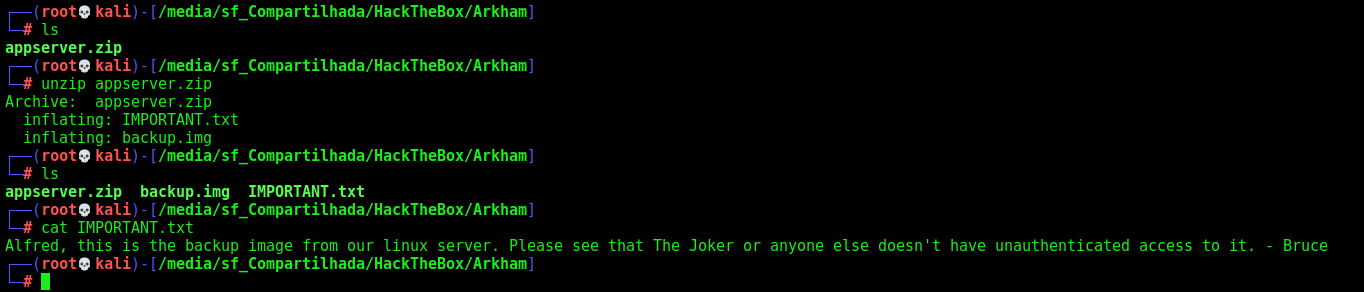 ┌──(root💀kali)-[/media/sf_Compartilhada/HackTheBox/Arkham]
└─# ls
appserver.zip
┌──(root💀kali)-[/media/sf_Compartilhada/HackTheBox/Arkham]
└─# unzip appserver.zip
Archive:  appserver.zip
  inflating: IMPORTANT.txt
  inflating: backup.img
┌──(root💀kali)-[/media/sf_Compartilhada/HackTheBox/Arkham]
└─# ls
appserver.zip  backup.img  IMPORTANT.txt
┌──(root💀kali)-[/media/sf_Compartilhada/HackTheBox/Arkham]
└─# cat IMPORTANT.txt
Alfred, this is the backup image from our linux server. Please see that The Joker or anyone else doesn't have unauthenticated access to it. - Bruce
┌──(root💀kali)-[/media/sf_Compartilhada/HackTheBox/Arkham]
└─#